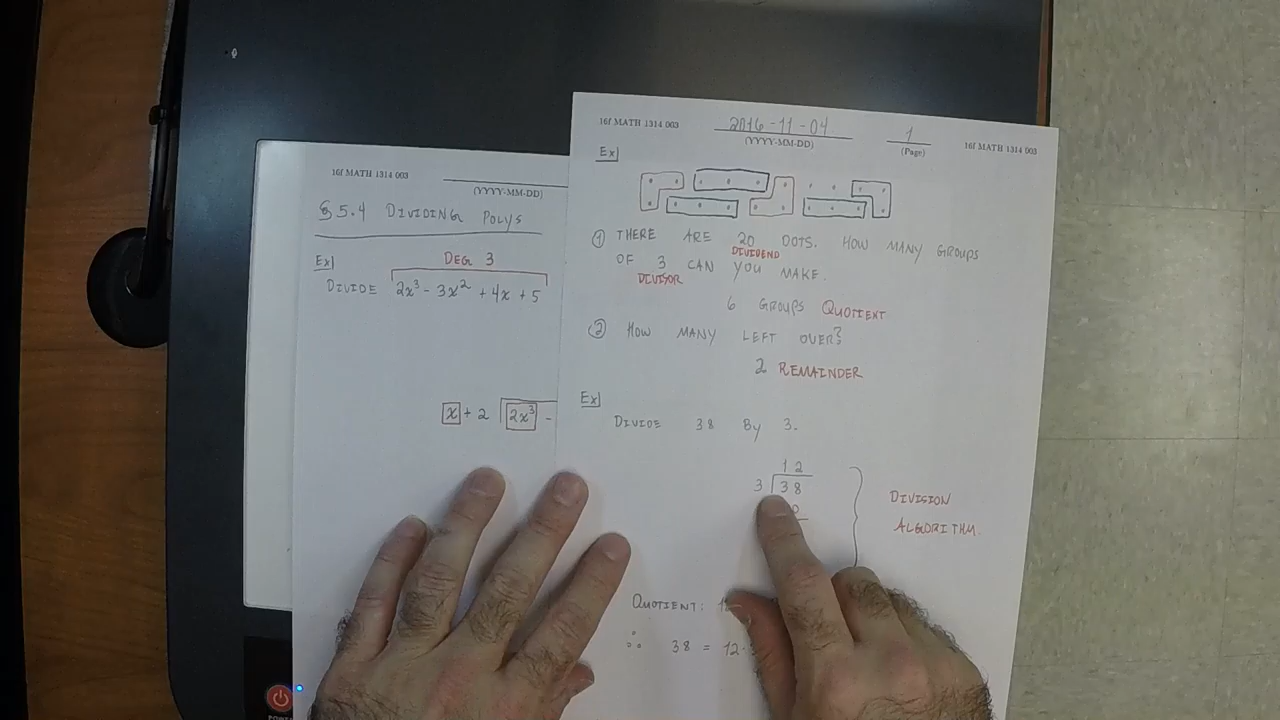 16f MATH 1314 003
(YYYY-MM-DD)
§5.4 DIVIDING POLYS
Ex]
DEG 3
DIVIDE 2x³ - 3x² + 4x + 5
x + 2 2x³ -
16f MATH 1314 003
2016-11-04
(YYYY-MM-DD)
1
(Page)
16f MATH 1314 003
Ex]
① THERE ARE 20 DOTS. HOW MANY GROUPS
DIVIDEND
OF 3 CAN YOU MAKE.
DIVISOR
6 GROUPS QUOTIENT
② HOW MANY LEFT OVER?
2 REMAINDER
Ex]
DIVIDE 38 By 3.
12
3 38
DIVISION
ALGORITHM.
QUOTIENT:
∴ 38 = 12·